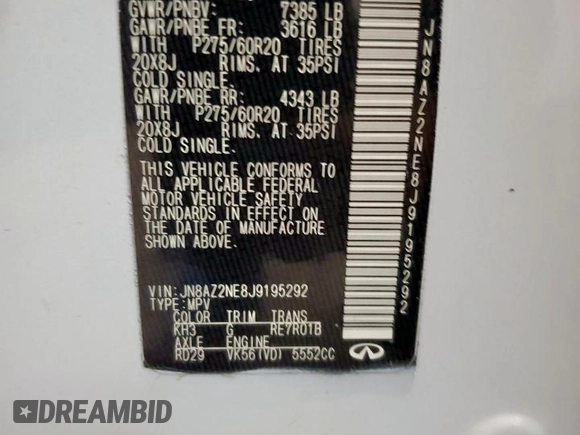 GVWR/PNBV: 7385 LB
GAWR/PNBE FR: 3616 LB
WITH P275/60R20 TIRES
20X8J RIMS, AT 35PSI
COLD SINGLE.
GAWR/PNBE RR: 4343 LB
WITH P275/60R20 TIRES
20X8J RIMS, AT 35PSI
COLD SINGLE.
THIS VEHICLE CONFORMS TO
ALL APPLICABLE FEDERAL
MOTOR VEHICLE SAFETY
STANDARDS IN EFFECT ON
THE DATE OF MANUFACTURE
SHOWN ABOVE.
VIN:JN8AZ2NE8J9195292
TYPE:MPV
COLOR TRIM TRANS
KH3 G RE7R01B
AXLE ENGINE
RD29 VK56(VD) 5552CC
JN8AZ2NE8J9195292
DREAMBID